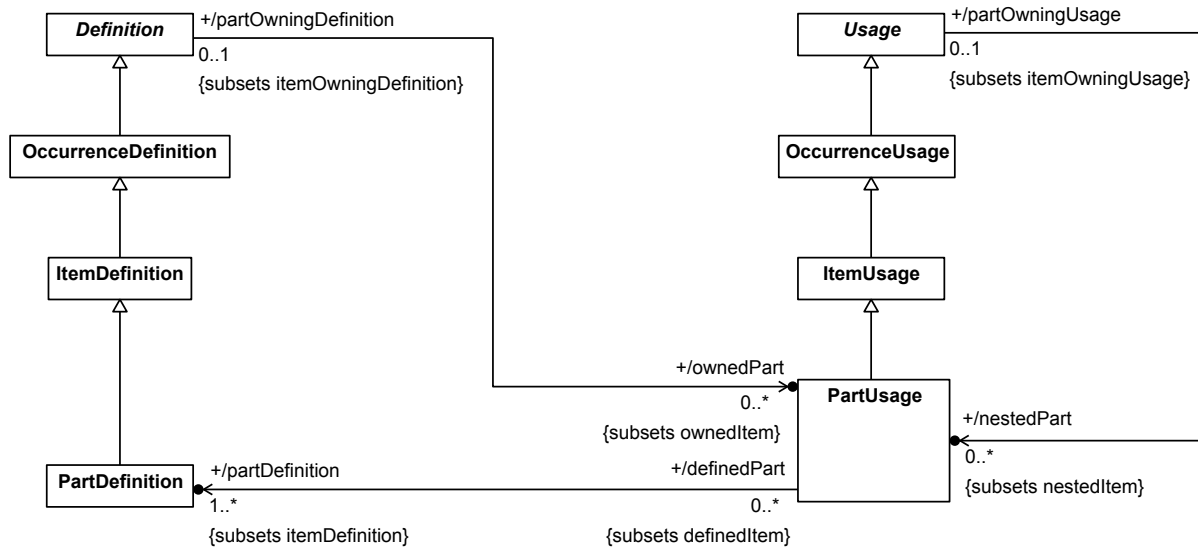 +/partOwningDefinition
+/partOwningUsage
Definition
Usage
0..1
0..1
{subsets itemOwningDefinition}
{subsets itemOwningUsage}
OccurrenceDefinition
OccurrenceUsage
ItemDefinition
ItemUsage
+/ownedPart
PartUsage
0..*
+/nestedPart
{subsets ownedItem}
0..*
+/partDefinition
+/definedPart
PartDefinition
{subsets nestedItem}
1..*
0..*
{subsets itemDefinition}
{subsets definedItem}